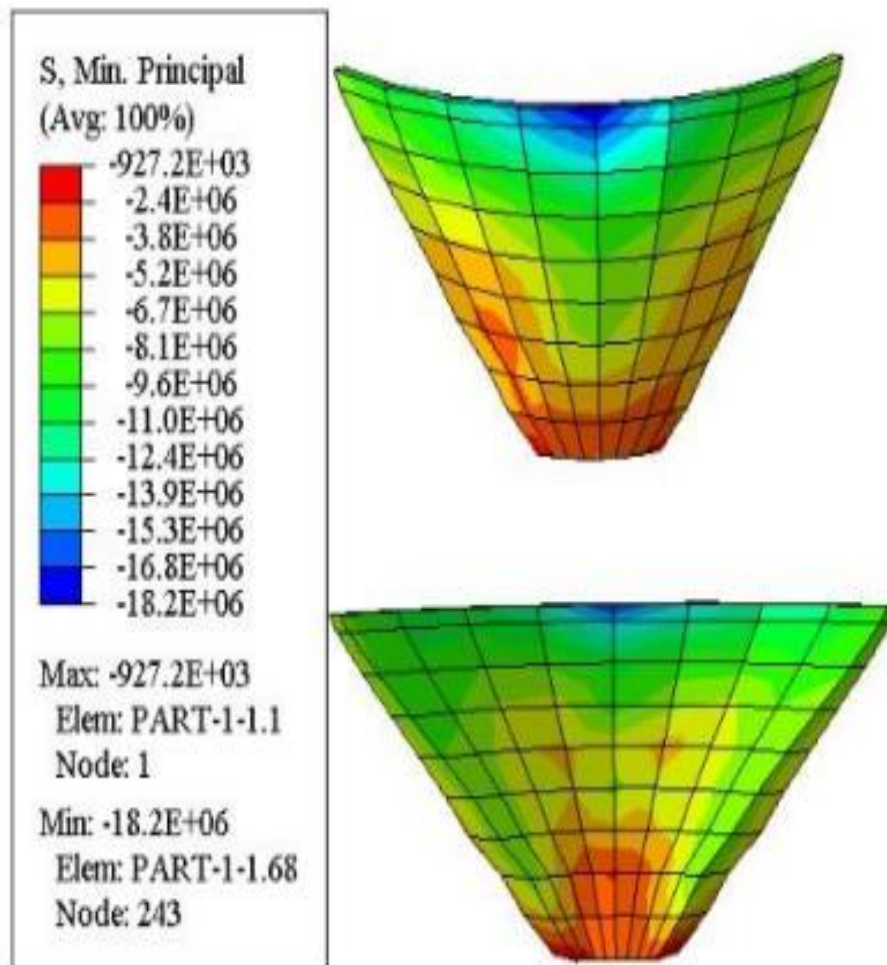 S, Min. Principal
(Avg: 100%)
-927.2E+03
-2.4E+06
-3.8E+06
-5.2E+06
-6.7E+06
-8.1E+06
-9.6E+06
-11.0E+06
-12.4E+06
-13.9E+06
-15.3E+06
-16.8E+06
-18.2E+06
Max: -927.2E+03
Elem: PART-1-1.1
Node: 1
Min: -18.2E+06
Elem: PART-1-1.68
Node: 243